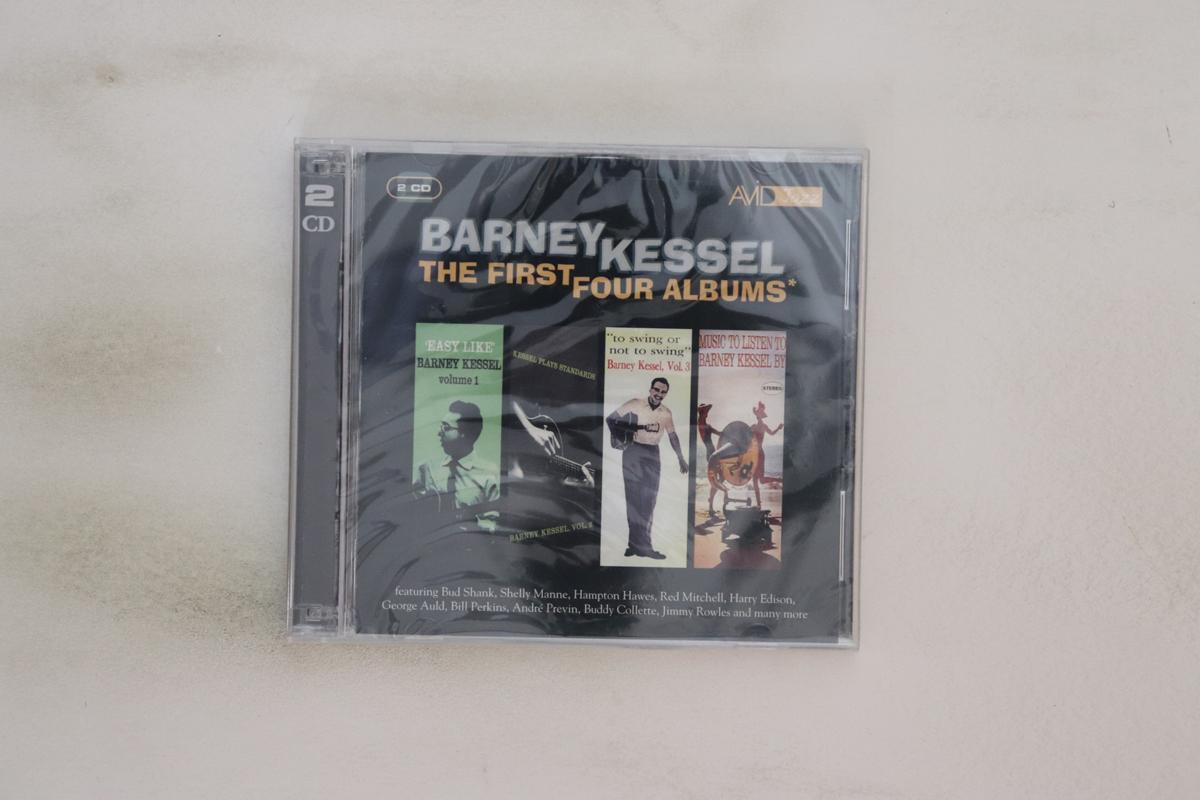 2
CD
2 CD
AVID Jazz
BARNEY KESSEL
THE FIRST FOUR ALBUMS*
'EASY LIKE'
BARNEY KESSEL
volume 1
KESSEL PLAYS STANDARDS
BARNEY KESSEL VOL. 2
"to swing or
not to swing"
Barney Kessel, Vol. 3
MUSIC TO LISTEN TO
BARNEY KESSEL BY
STEREO
featuring Bud Shank, Shelly Manne, Hampton Hawes, Red Mitchell, Harry Edison,
George Auld, Bill Perkins, André Previn, Buddy Collette, Jimmy Rowles and many more